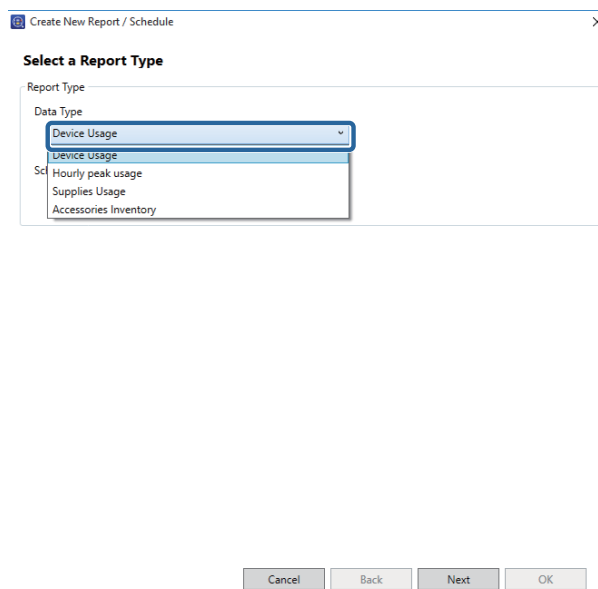 Create New Report / Schedule
Select a Report Type
Report Type
Data Type
Device Usage
Device Usage
Hourly peak usage
Supplies Usage
Accessories Inventory
Cancel Back Next OK